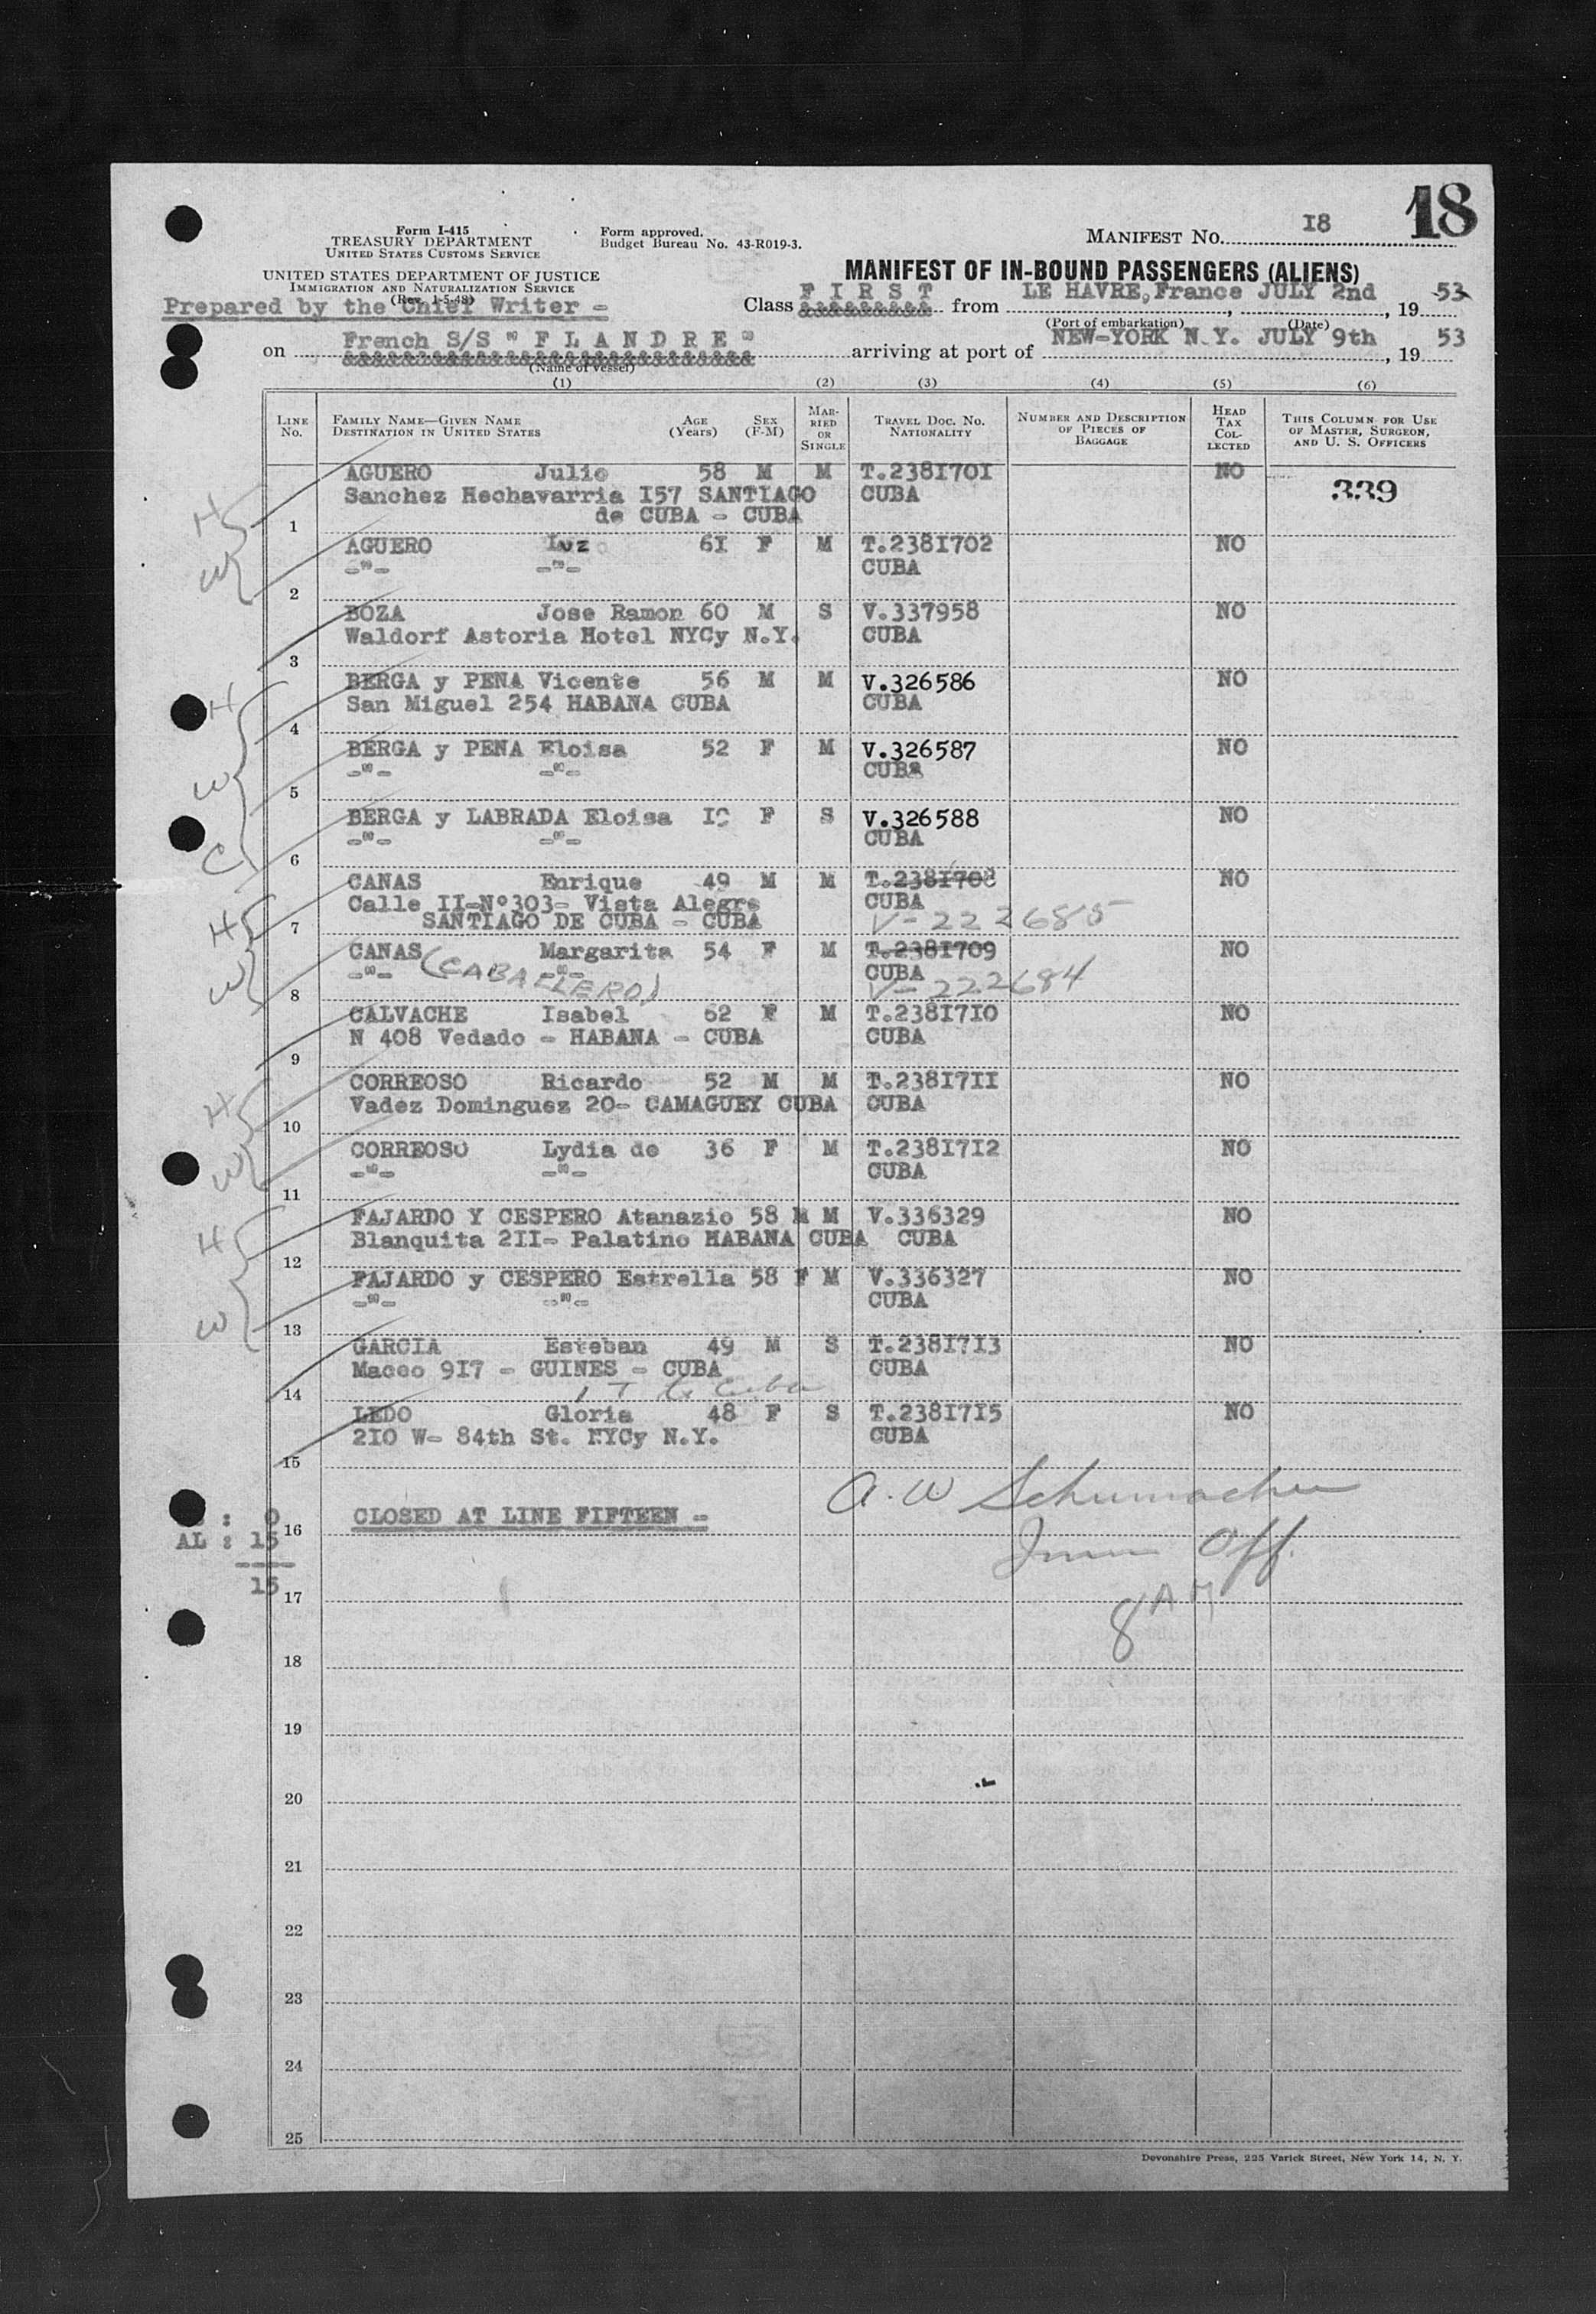 18
Form I-415
TREASURY DEPARTMENT
UNITED STATES CUSTOMS SERVICE
Form approved.
Budget Bureau No. 43-R019-3.
MANIFEST No. 18
UNITED STATES DEPARTMENT OF JUSTICE
IMMIGRATION AND NATURALIZATION SERVICE
(Rev. 1-5-48)
MANIFEST OF IN-BOUND PASSENGERS (ALIENS)
Prepared by the Chief Writer -
Class F I R S T from LE HAVRE, France JULY 2nd, 19 53
(Port of embarkation) (Date)
on French S/S " F L A N D R E " arriving at port of NEW-YORK N.Y. JULY 9th, 19 53
(Name of vessel)
(1) (2) (3) (4) (5) (6)
LINE No. FAMILY NAME—GIVEN NAME DESTINATION IN UNITED STATES AGE (Years) SEX (F-M) MARRIED OR SINGLE TRAVEL DOC. NO. NATIONALITY NUMBER AND DESCRIPTION OF PIECES OF BAGGAGE HEAD TAX COLLECTED THIS COLUMN FOR USE OF MASTER, SURGEON, AND U. S. OFFICERS
AGUERO Julio 58 M M T.2381701 NO
Sanchez Hechavarria 157 SANTIAGO CUBA 339
H
1 de CUBA - CUBA
AGUERO Luz 61 F M T.2381702 NO
W -"- -"- CUBA
2
BOZA Jose Ramon 60 M S V.337958 NO
Waldorf Astoria Hotel NYCy N.Y. CUBA
3
BERGA y PENA Vicente 56 M M V.326586 NO
H San Miguel 254 HABANA CUBA CUBA
4
BERGA y PENA Eloisa 52 F M V.326587 NO
W -"- -"- CUBA
5
BERGA y LABRADA Eloisa F S V.326588 NO
C -"- -"- CUBA
6
CANAS Enrique 49 M M T.2381708 NO
Calle II-N°303- Vista Alegre CUBA
H 7 SANTIAGO DE CUBA - CUBA V-222685
CANAS (CABALLERO) Margarita 54 F M T.2381709 NO
W -"- -"- CUBA
8 V-222684
CALVACHE Isabel 62 F M T.2381710 NO
N 408 Vedado - HABANA - CUBA CUBA
9
CORREOSO Ricardo 52 M M T.2381711 NO
H Vadez Dominguez 20- CAMAGUEY CUBA CUBA
10
CORREOSO Lydia de 36 F M T.2381712 NO
W -"- -"- CUBA
11
FAJARDO Y CESPERO Atanazio 58 M M V.336329 NO
H Blanquita 2II- Palatino HABANA CUBA CUBA
12
FAJARDO y CESPERO Estrella 58 F M V.336327 NO
W -"- -"- CUBA
13
GARCIA Esteban 49 M S T.2381713 NO
Maceo 917 - GUINES - CUBA CUBA
14 Cuba
LEDO Gloria 48 F S T.2381715 NO
210 W- 84th St. NYCy N.Y. CUBA
15
A. W Schumacher
: 0
CLOSED AT LINE FIFTEEN -
AL : 15
16
Imm Off.
15
17
8 AM
18
19
20
21
22
23
24
25
Devonshire Press, 225 Varick Street, New York 14, N. Y.